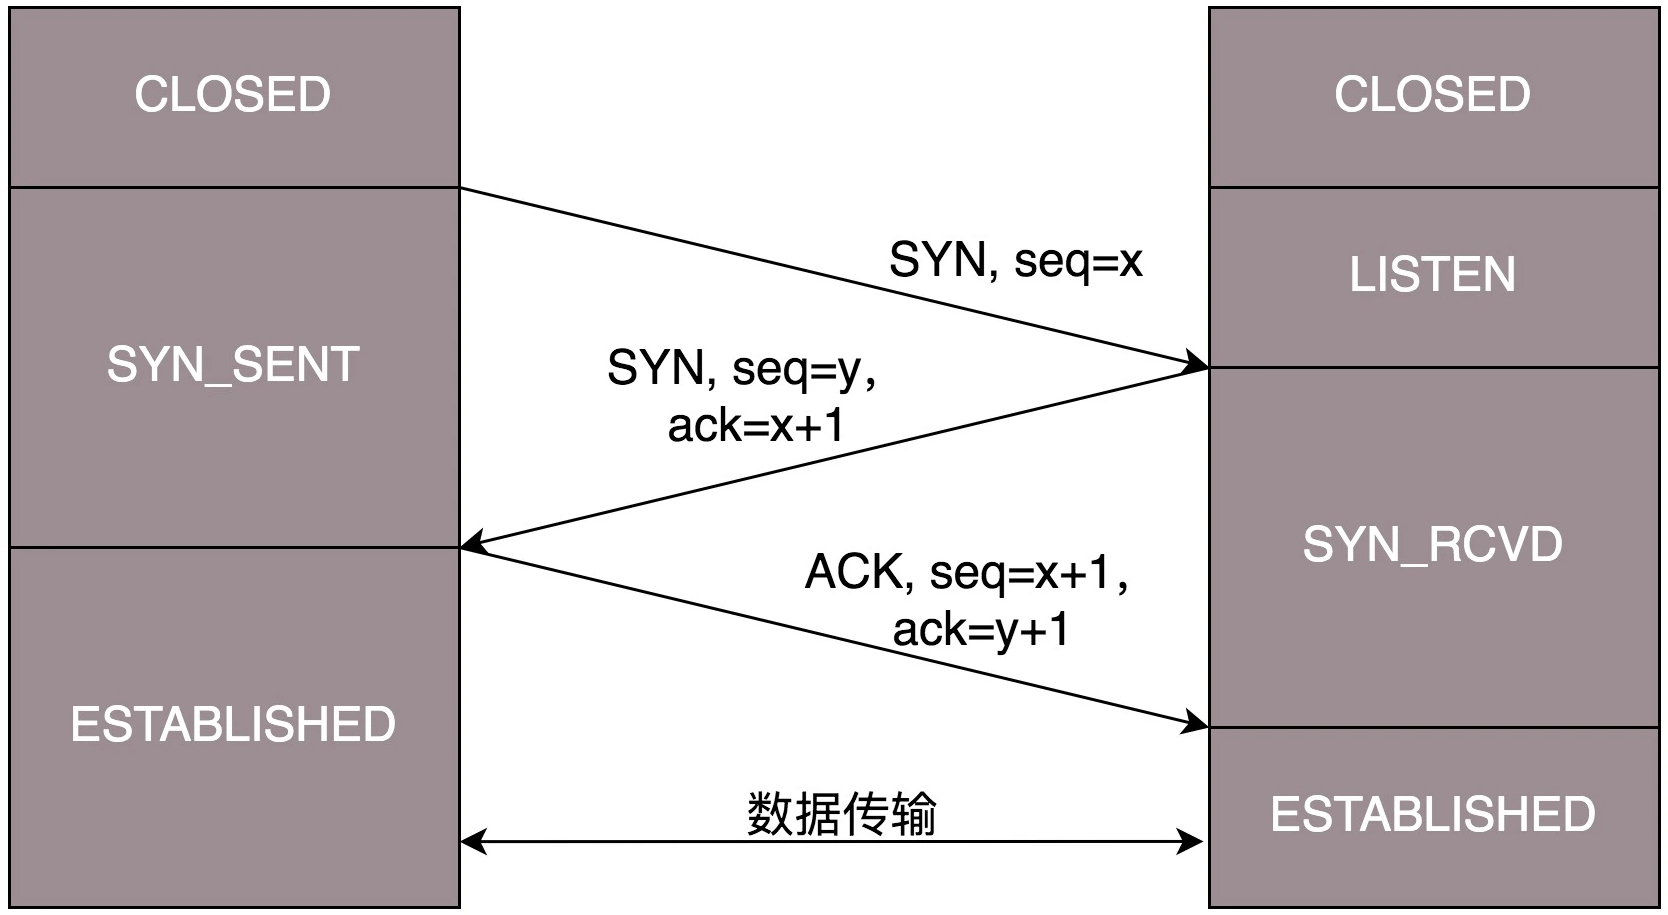 CLOSED
CLOSED
SYN, seq=x
LISTEN
SYN_SENT
SYN, seq=y,
ack=x+1
SYN_RCVD
ACK, seq=x+1,
ack=y+1
ESTABLISHED
数据传输
ESTABLISHED